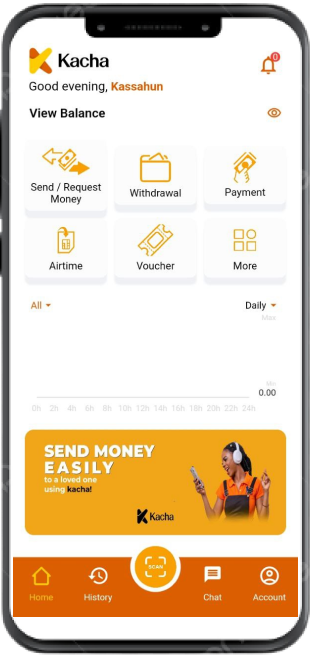 Kacha
0
Good evening, Kassahun
View Balance
Send / Request
Money
Withdrawal
Payment
Airtime
Voucher
More
All
Daily
Max
Min
0.00
0h 2h 4h 6h 8h 10h 12h 14h 16h 18h 20h 22h 24h
SEND MONEY
EASILY
to a loved one
using kacha!
Kacha
SCAN
Home
History
Chat
Account